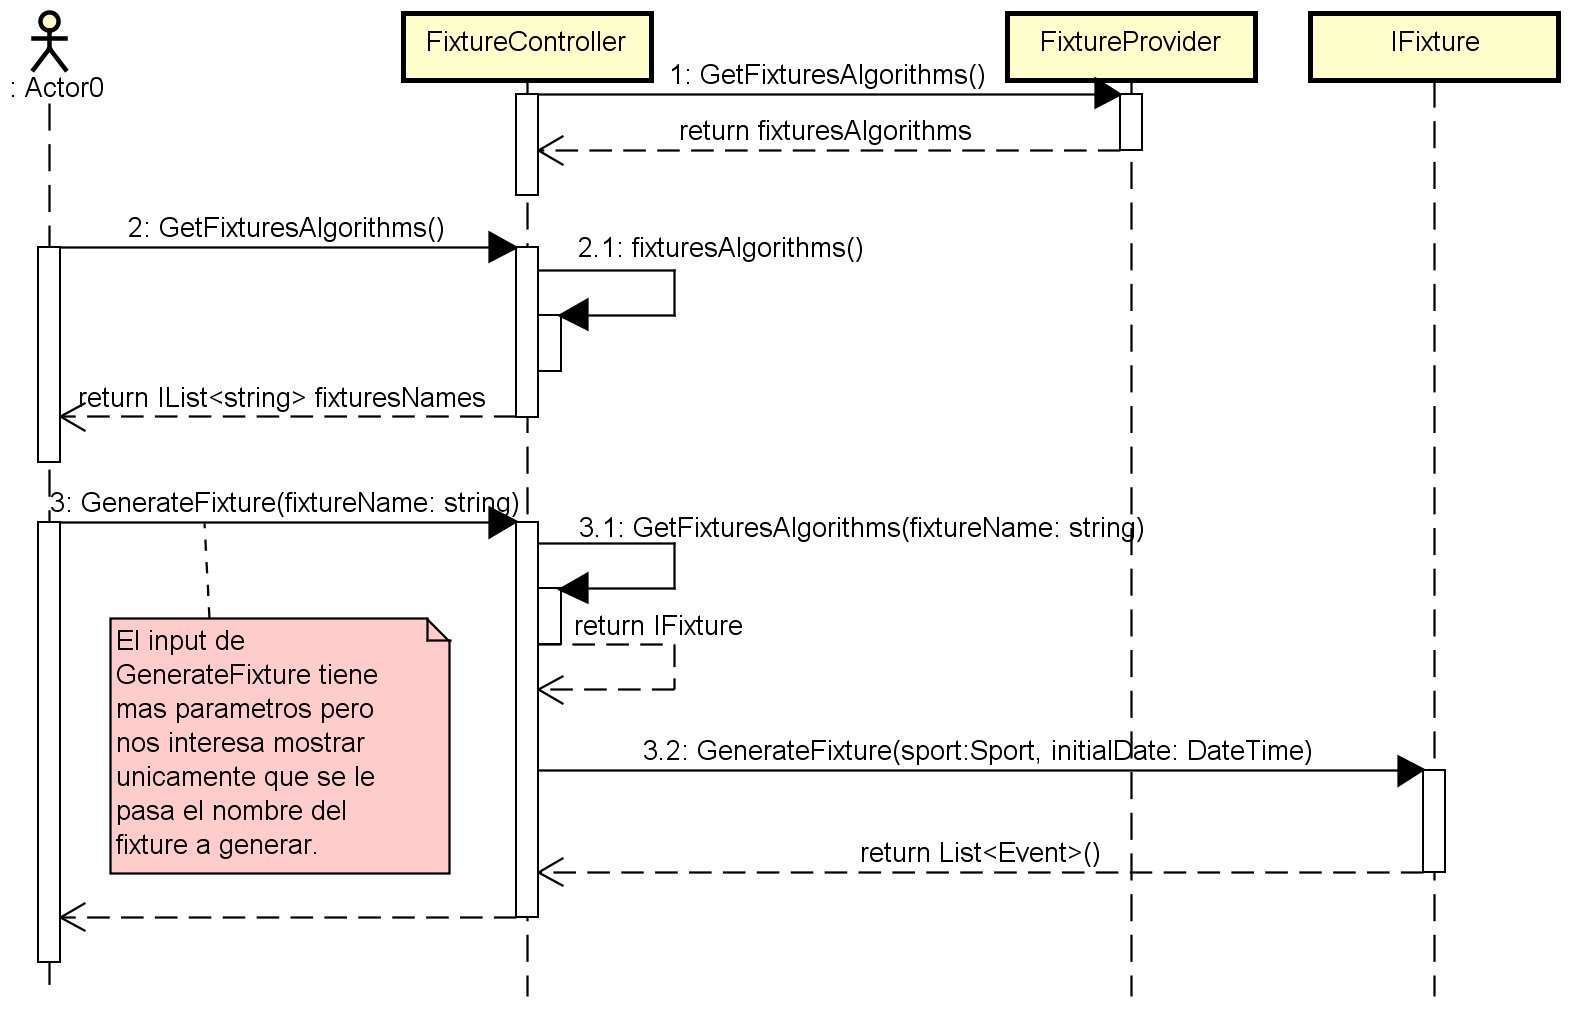 : Actor0
FixtureController
FixtureProvider
IFixture
1: GetFixturesAlgorithms()
return fixturesAlgorithms
2: GetFixturesAlgorithms()
2.1: fixturesAlgorithms()
return IList<string> fixturesNames
3: GenerateFixture(fixtureName: string)
3.1: GetFixturesAlgorithms(fixtureName: string)
return IFixture
El input de
GenerateFixture tiene
mas parametros pero
nos interesa mostrar
unicamente que se le
pasa el nombre del
fixture a generar.
3.2: GenerateFixture(sport:Sport, initialDate: DateTime)
return List<Event>()